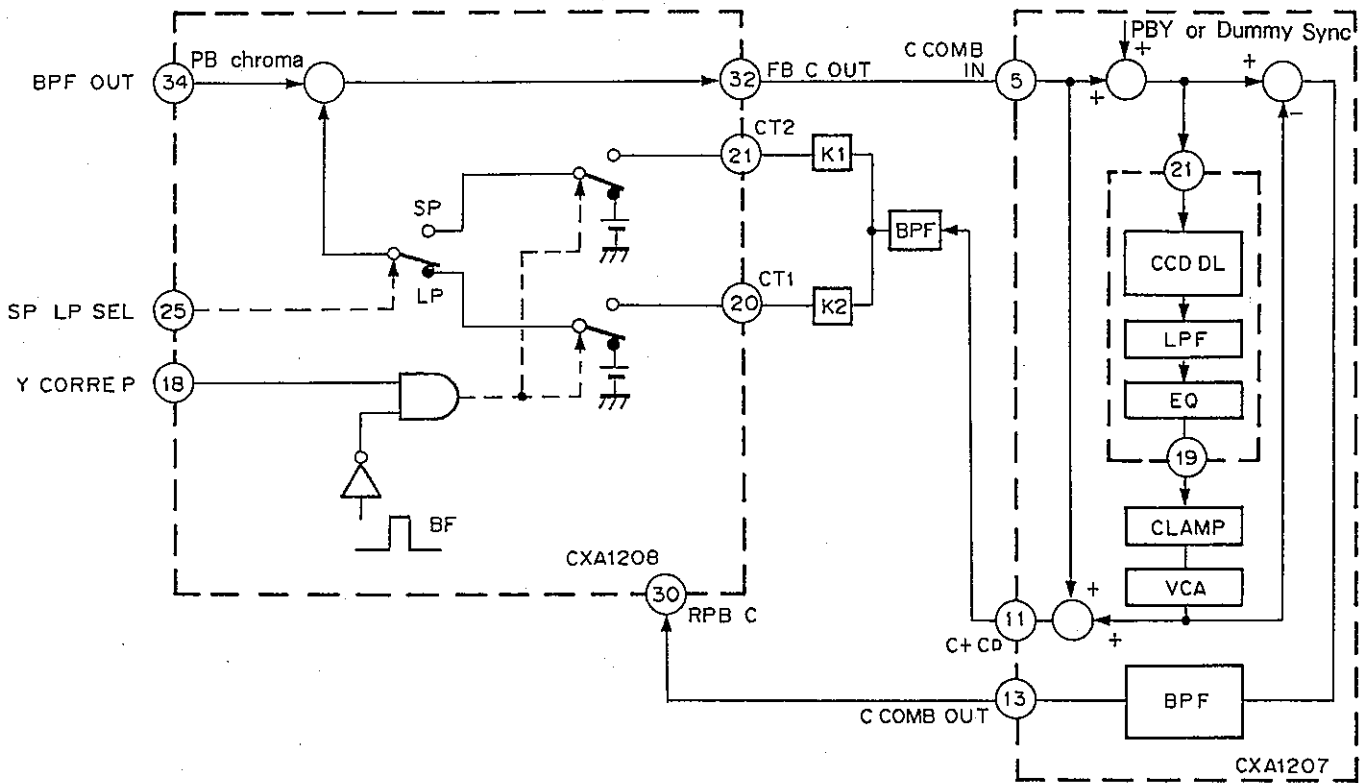 PBY or Dummy Sync
BPF OUT
34
PB chroma
+
+
32
FB C OUT
C COMB
IN
5
+
-
CT2
21
K1
21
SP
BPF
CCD DL
LP
CT1
20
K2
LPF
SP LP SEL
25
EQ
Y CORRE P
18
19
CLAMP
BF
VCA
CXA1208
30
RPB C
11
C+CD
+
+
13
C COMB OUT
BPF
CXA1207